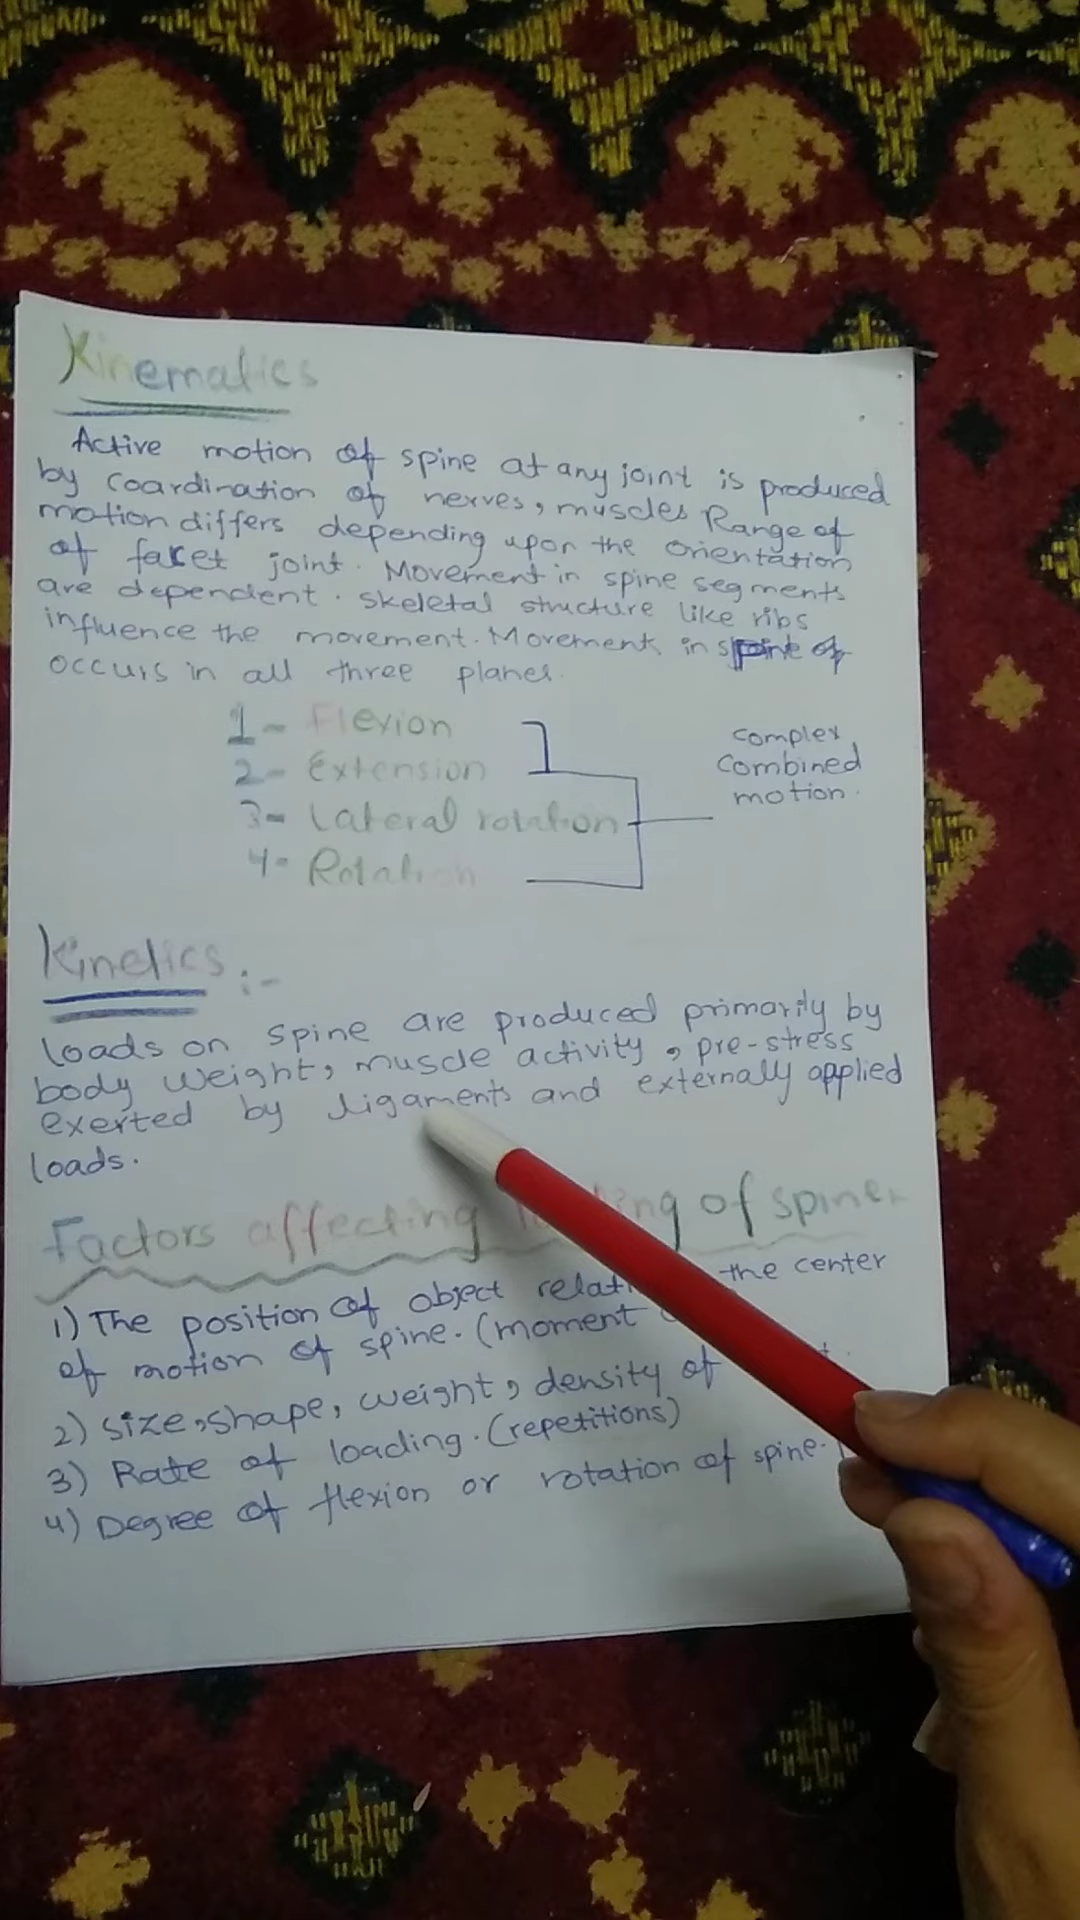 Kinematics
Active motion of spine at any joint is produced
by coardination of nerves, muscles Range of
motion differs depending upon the orientation
of facet joint. Movement in spine segments
are dependent. skeletal structure like ribs
influence the movement. Movement in spine of
occurs in all three planes.
1- Flexion
2- extension
3- Lateral rotation
4- Rotation
complex
combined
motion.
Kinetics :-
loads on spine are produced primarily by
body weight, muscle activity, pre-stress
exerted by ligaments and externally applied
loads.
Factors affecting of spine.
1) The position of object the center
of motion of spine. (moment
2) Size, shape, weight, density of
3) Rate of loading. (repetitions)
4) Degree of flexion or rotation of spine.